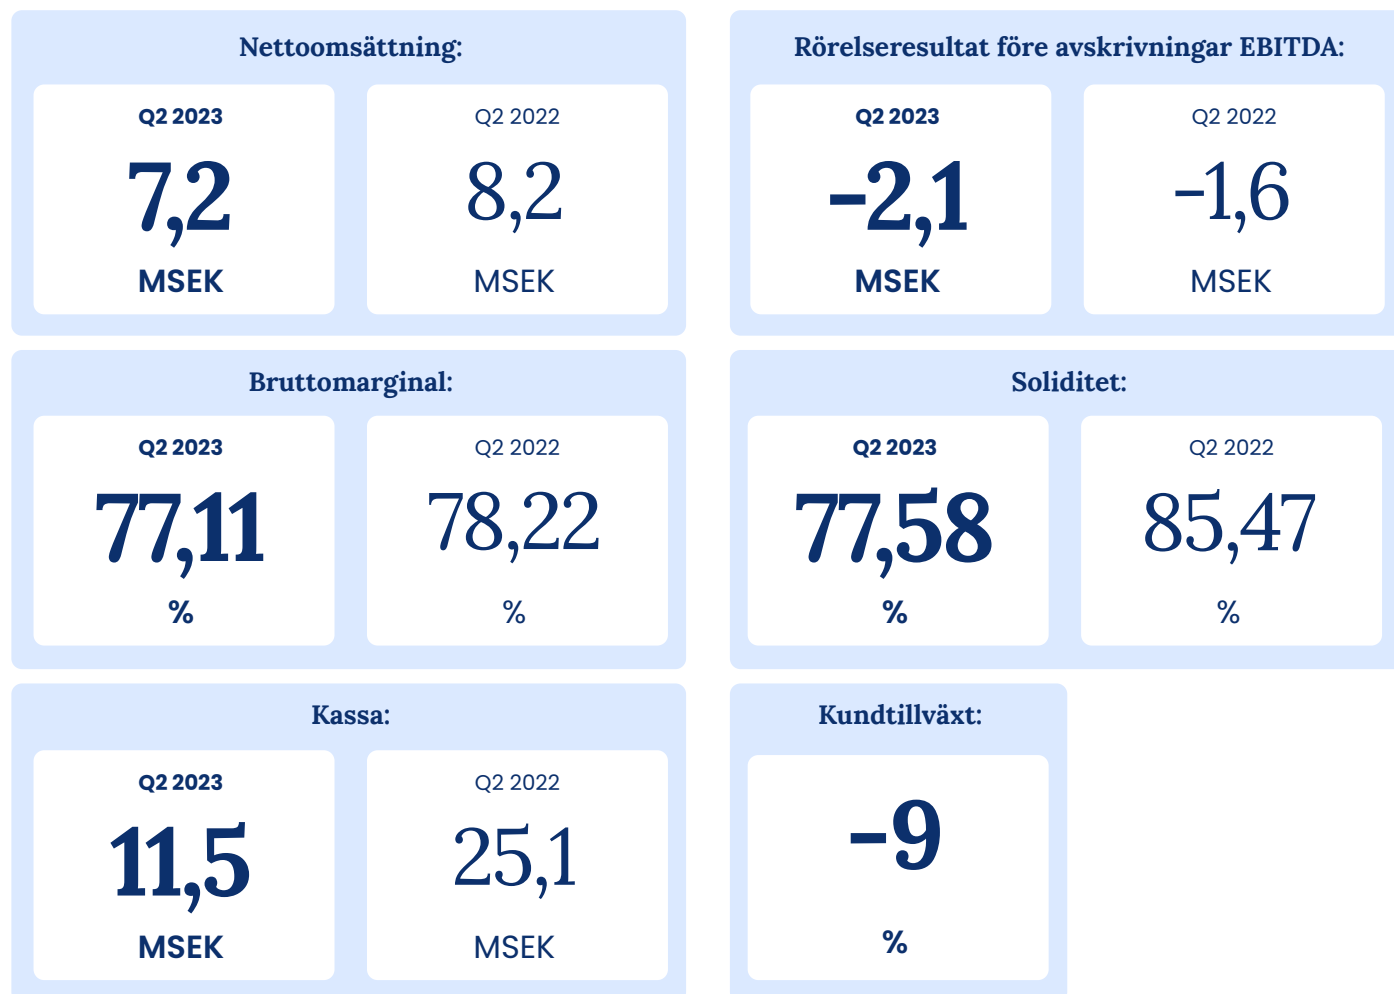 Nettoomsättning:
Q2 2023
7,2
MSEK
Q2 2022
8,2
MSEK
Rörelseresultat före avskrivningar EBITDA:
Q2 2023
-2,1
MSEK
Q2 2022
-1,6
MSEK
Bruttomarginal:
Q2 2023
77,11
%
Q2 2022
78,22
%
Soliditet:
Q2 2023
77,58
%
Q2 2022
85,47
%
Kassa:
Q2 2023
11,5
MSEK
Q2 2022
25,1
MSEK
Kundtillväxt:
-9
%